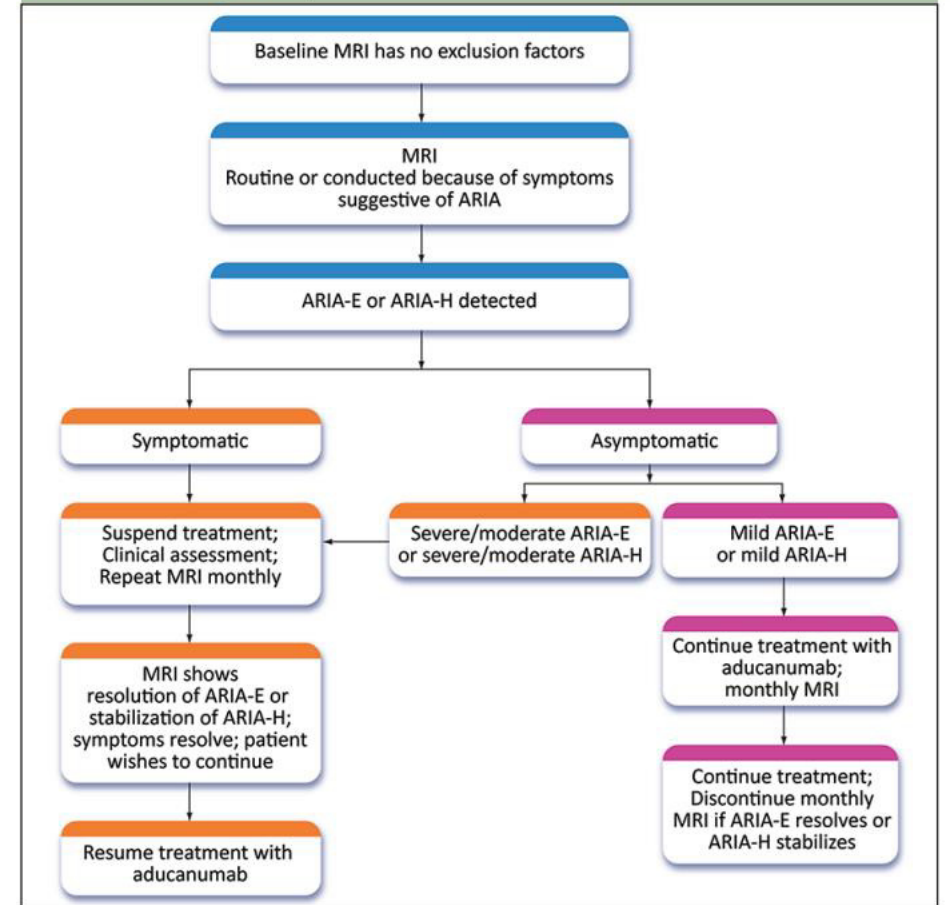 Baseline MRI has no exclusion factors
MRI
Routine or conducted because of symptoms
suggestive of ARIA
ARIA-E or ARIA-H detected
Symptomatic
Asymptomatic
Suspend treatment;
Clinical assessment;
Repeat MRI monthly
Severe/moderate ARIA-E
or severe/moderate ARIA-H
Mild ARIA-E
or mild ARIA-H
MRI shows
resolution of ARIA-E or
stabilization of ARIA-H;
symptoms resolve; patient
wishes to continue
Continue treatment with
aducanumab;
monthly MRI
Resume treatment with
aducanumab
Continue treatment;
Discontinue monthly
MRI if ARIA-E resolves or
ARIA-H stabilizes